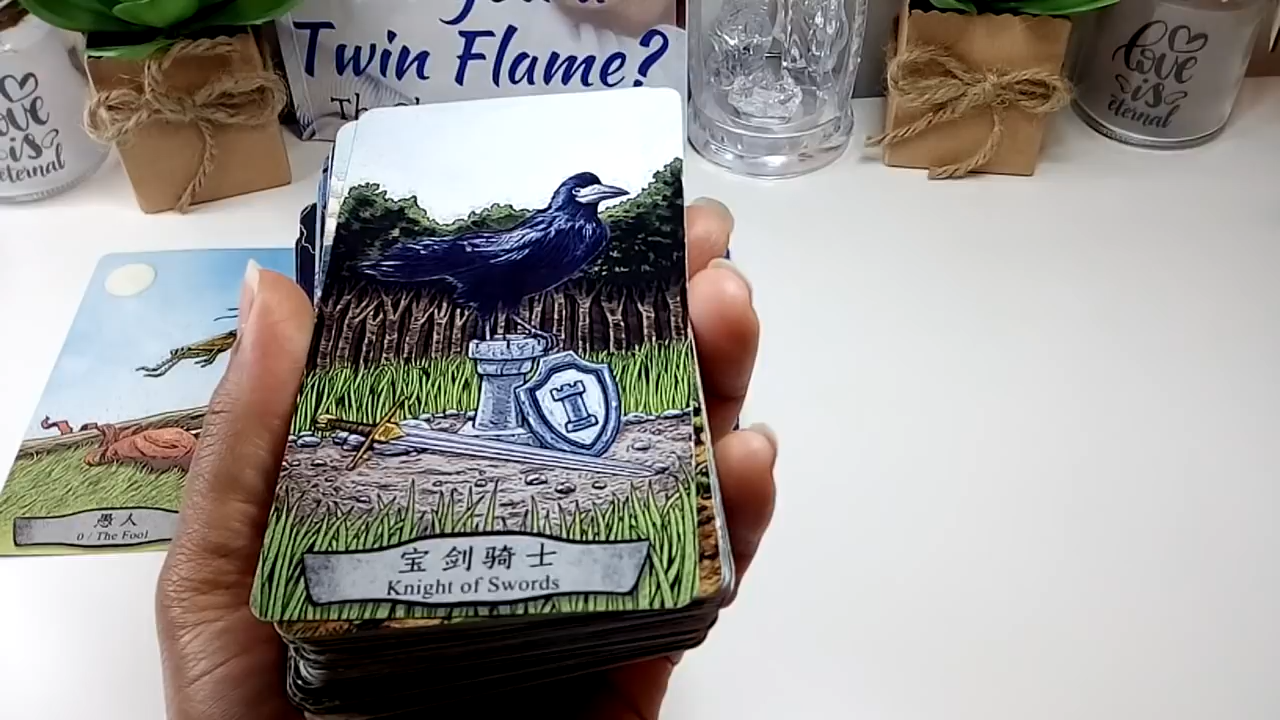 Twin Flame?
love
is
eternal
is
eternal
愚人
0 / The Fool
宝剑骑士
Knight of Swords